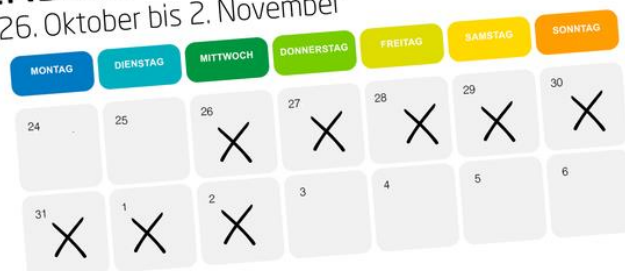 26. Oktober bis 2. November
MONTAG DIENSTAG MITTWOCH DONNERSTAG FREITAG SAMSTAG SONNTAG
24 25 26 27 28 29 30
31 1 2 3 4 5 6